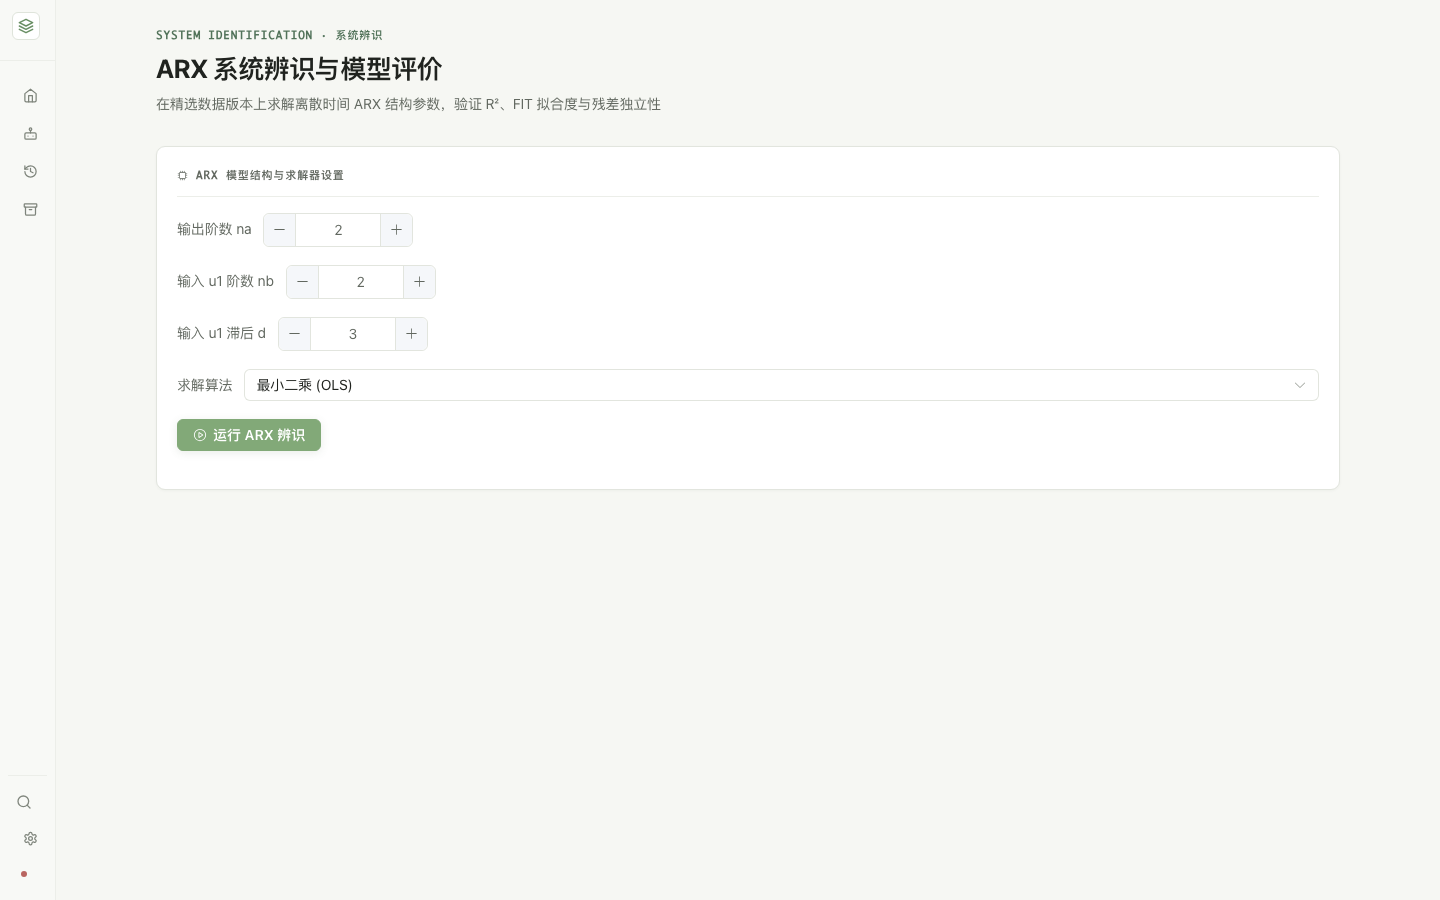 SYSTEM IDENTIFICATION · 系统辨识
ARX 系统辨识与模型评价
在精选数据版本上求解离散时间 ARX 结构参数，验证 R²、FIT 拟合度与残差独立性
ARX 模型结构与求解器设置
输出阶数 na 2
输入 u1 阶数 nb 2
输入 u1 滞后 d 3
求解算法 最小二乘 (OLS)
运行 ARX 辨识